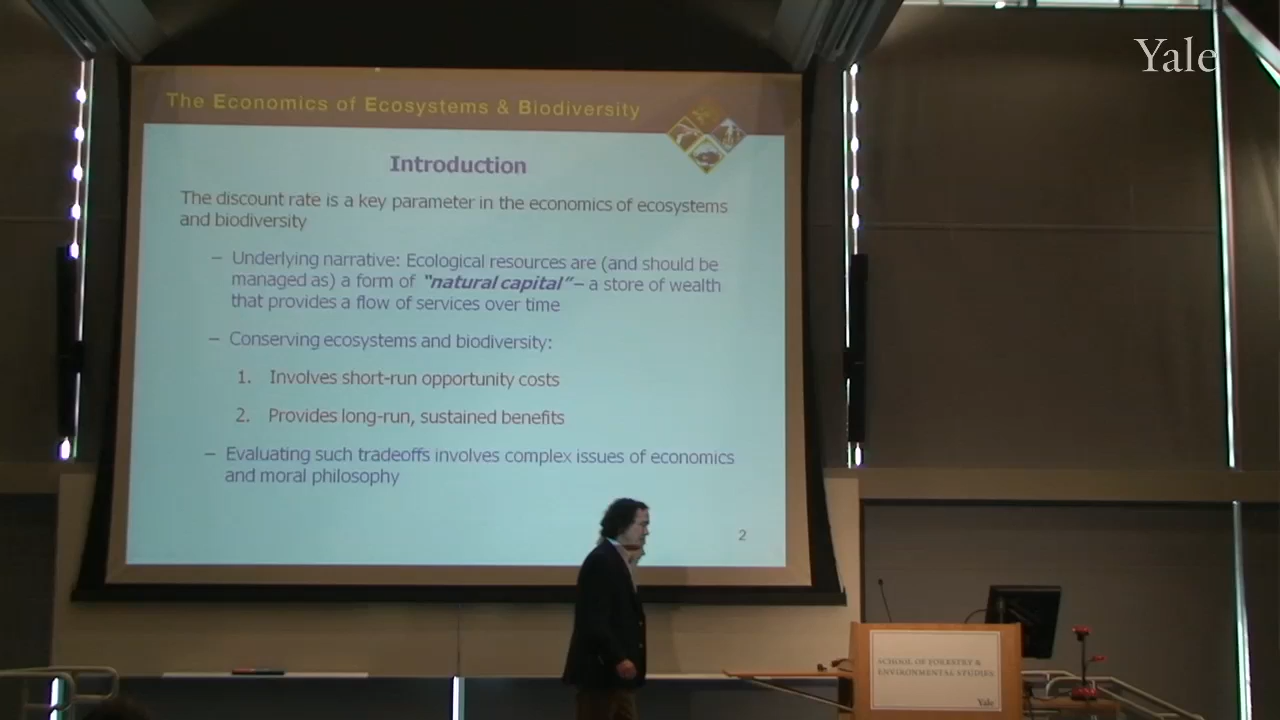 Yale
The Economics of Ecosystems & Biodiversity
Introduction
The discount rate is a key parameter in the economics of ecosystems
and biodiversity
– Underlying narrative: Ecological resources are (and should be
managed as) a form of “natural capital” – a store of wealth
that provides a flow of services over time
– Conserving ecosystems and biodiversity:
1. Involves short-run opportunity costs
2. Provides long-run, sustained benefits
– Evaluating such tradeoffs involves complex issues of economics
and moral philosophy
2
SCHOOL OF FORESTRY &
ENVIRONMENTAL STUDIES
Yale